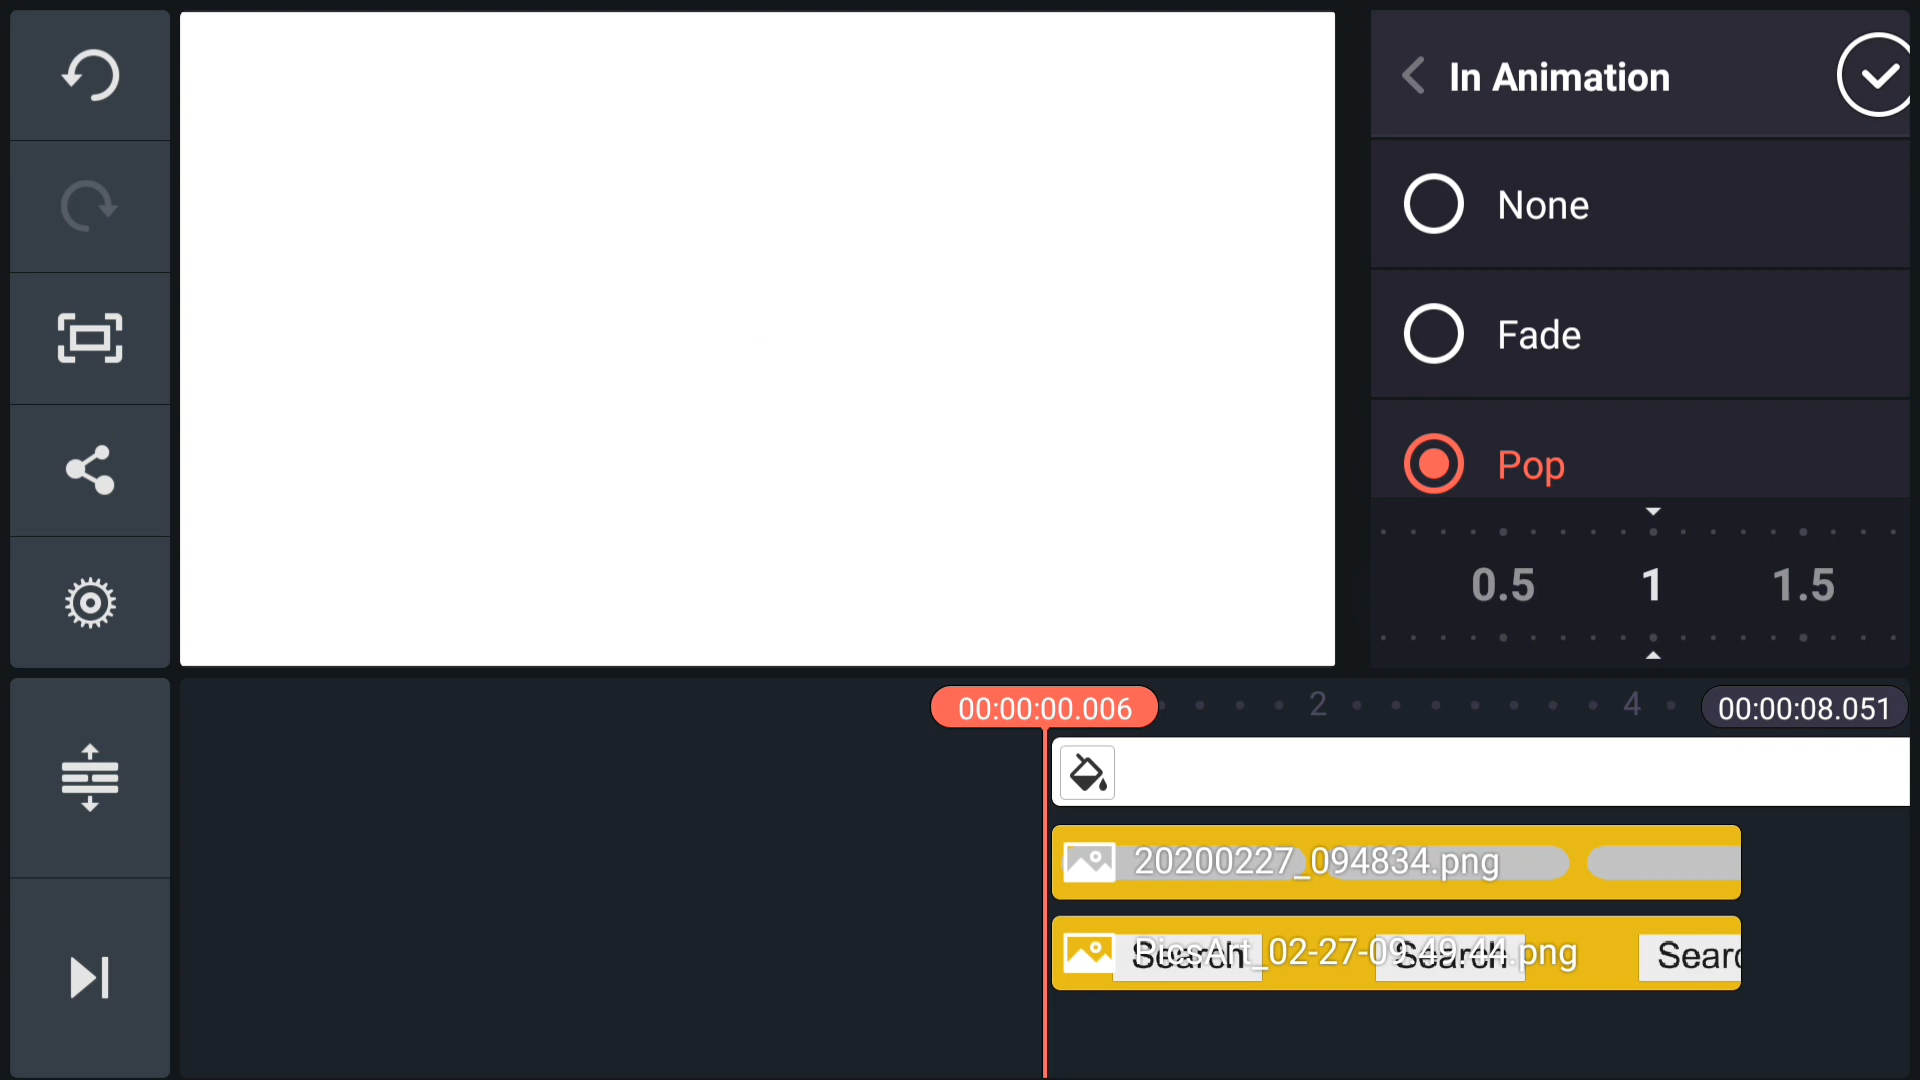 In Animation
None
Fade
Pop
0.5 1 1.5
00:00:00.006 2 4 00:00:08.051
20200227_094834.png
PicsArt_02-27-09.49.44.png
Search Search Searc